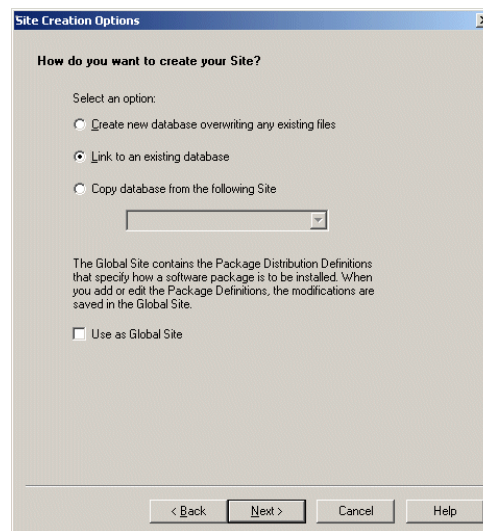 Site Creation Options
How do you want to create your Site?
Select an option:
Create new database overwriting any existing files
Link to an existing database
Copy database from the following Site
The Global Site contains the Package Distribution Definitions
that specify how a software package is to be installed. When
you add or edit the Package Definitions, the modifications are
saved in the Global Site.
Use as Global Site
< Back Next > Cancel Help